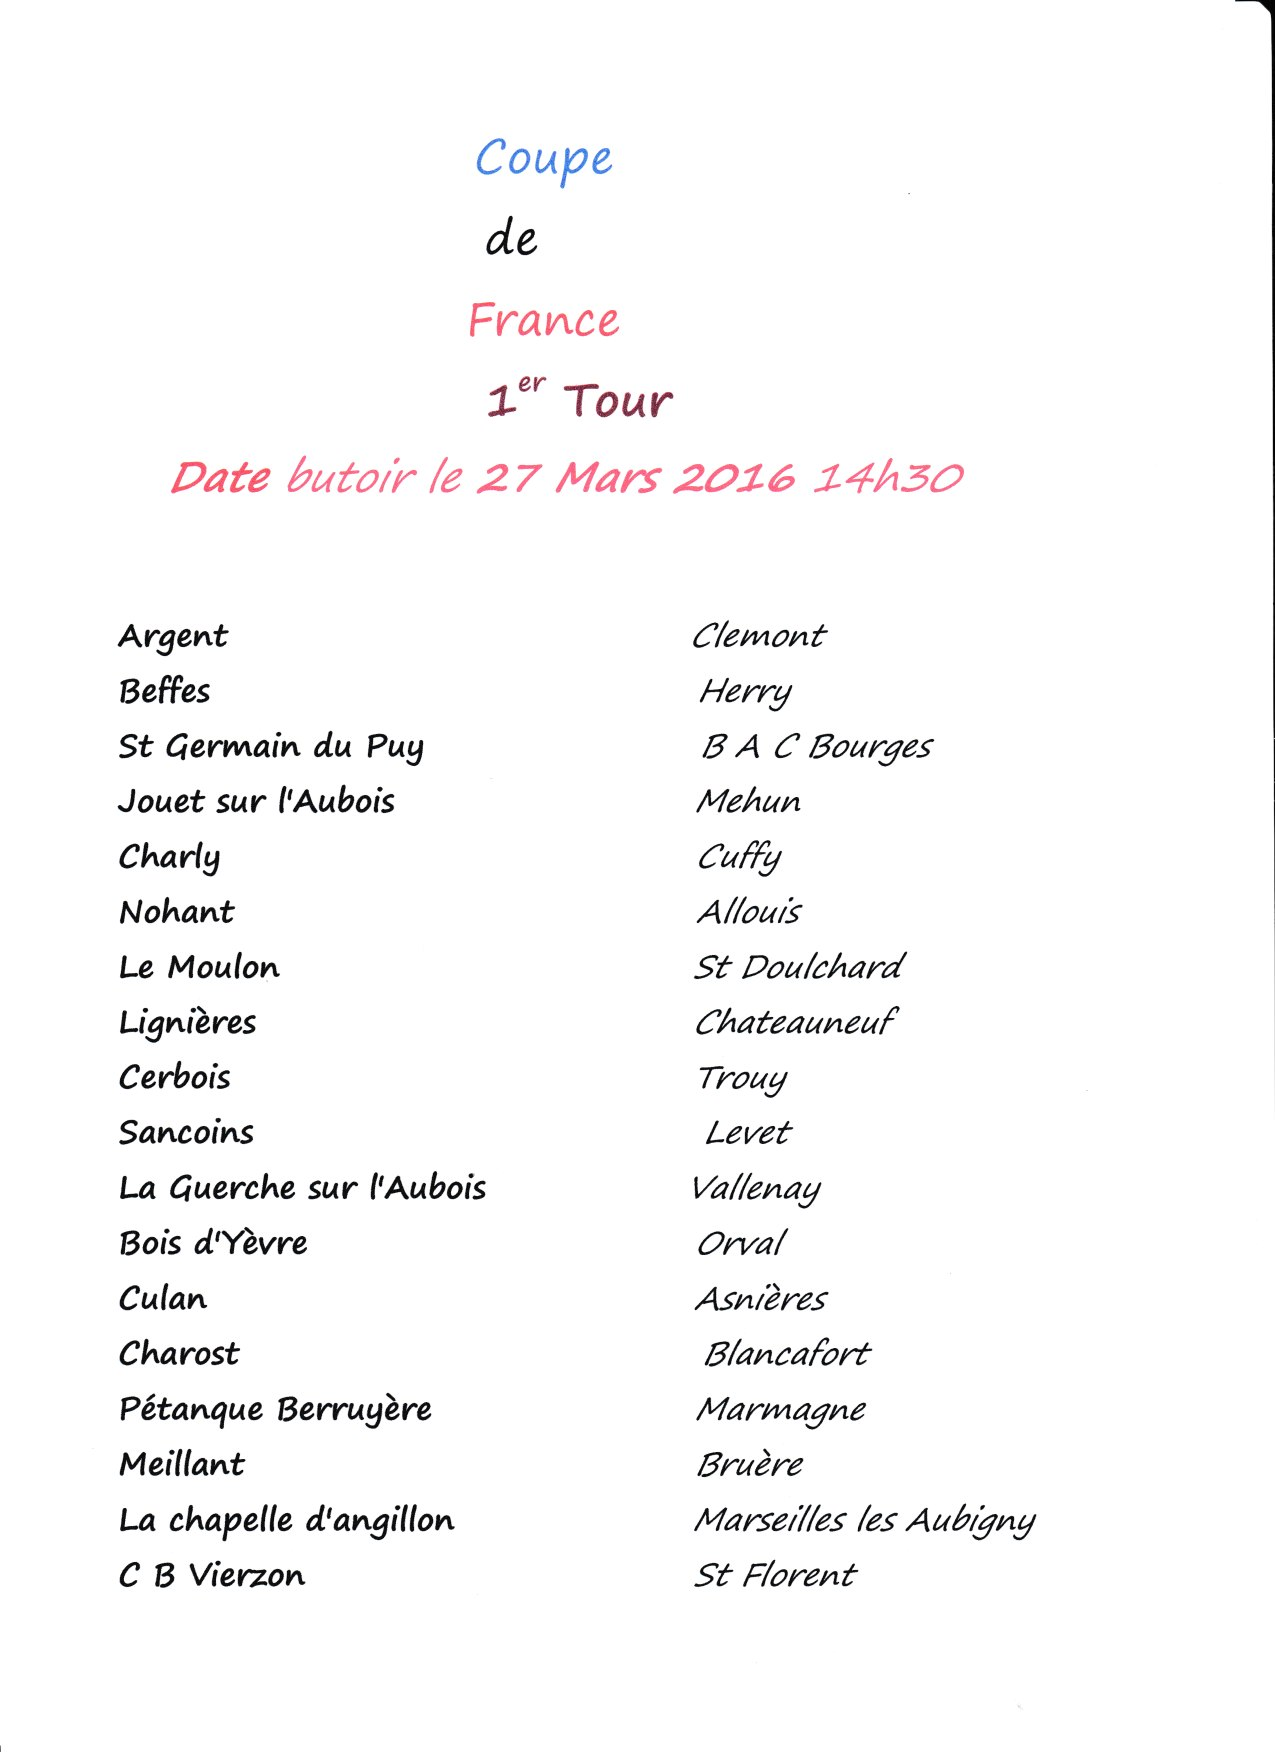 Coupe
de
France
1er Tour
Date butoir le 27 Mars 2016 14h30
Argent Clemont
Beffes Herry
St Germain du Puy B A C Bourges
Jouet sur l'Aubois Mehun
Charly Cuffy
Nohant Allouis
Le Moulon St Doulchard
Lignières Chateauneuf
Cerbois Trouy
Sancoins Levet
La Guerche sur l'Aubois Vallenay
Bois d'Yèvre Orval
Culan Asnières
Charost Blancafort
Pétanque Berruyère Marmagne
Meillant Bruère
La chapelle d'angillon Marseilles les Aubigny
C B Vierzon St Florent